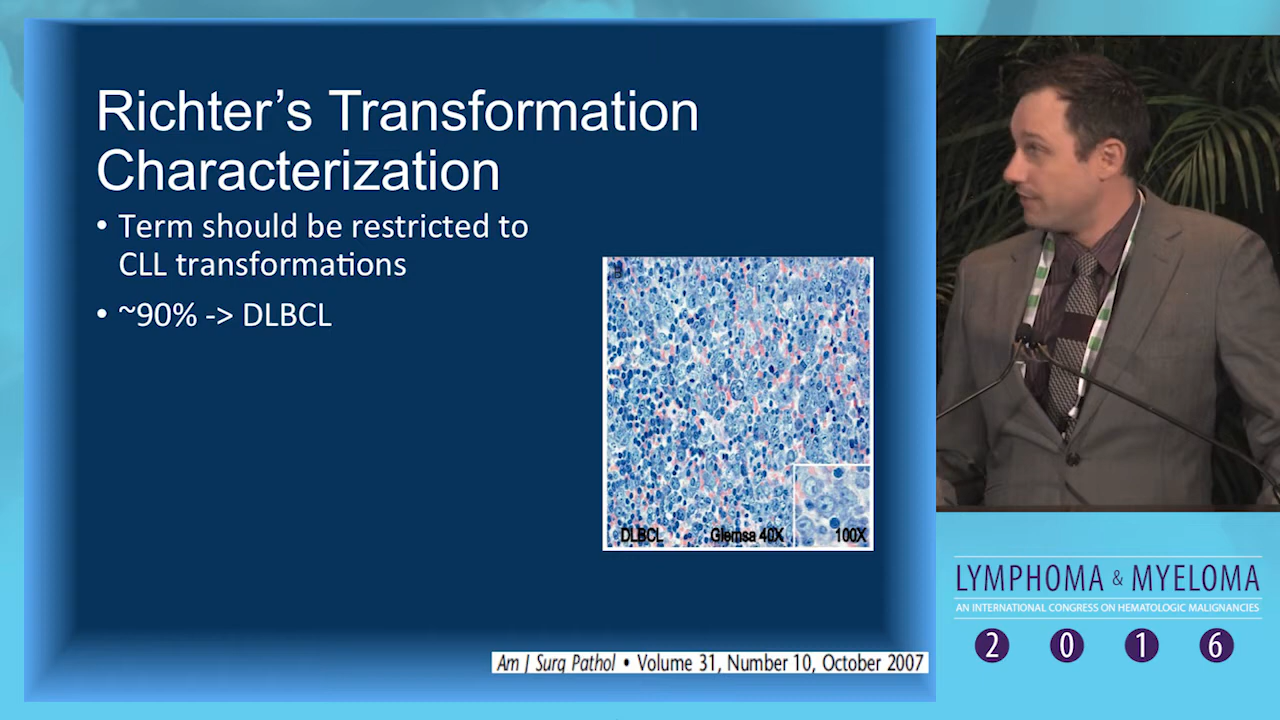 Richter's Transformation
Characterization
• Term should be restricted to
CLL transformations
• ~90% -> DLBCL
DLBCL Giemsa 40X 100X
Am J Surg Pathol • Volume 31, Number 10, October 2007
LYMPHOMA & MYELOMA
AN INTERNATIONAL CONGRESS ON HEMATOLOGIC MALIGNANCIES
2 0 1 6